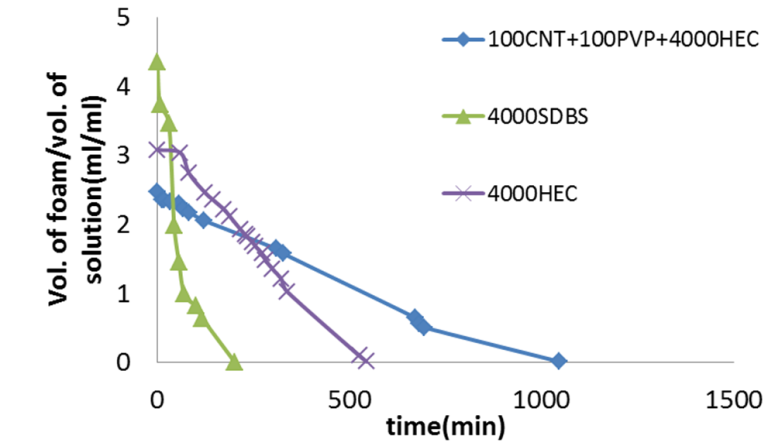 Vol. of foam/vol. of
solution(ml/ml)
5
4
3
2
1
0
0
500
1000
1500
time(min)
100CNT+100PVP+4000HEC
4000SDBS
4000HEC